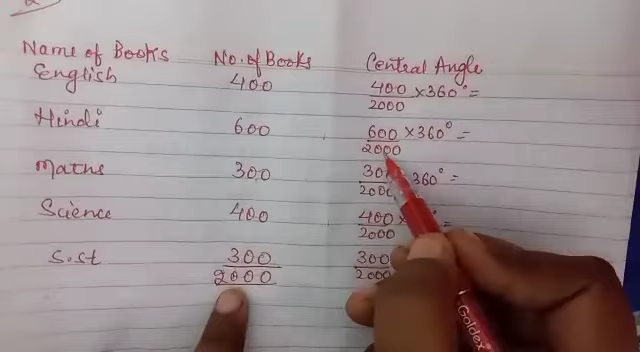 Name of Books No. of Books Central Angle
English 400 400/2000 ×360°=
Hindi 600 600/2000 ×360°=
Maths 300 300/2000 ×360°=
Science 400 400/2000 × °=
S.st 300 300/2000
2000
Goldex